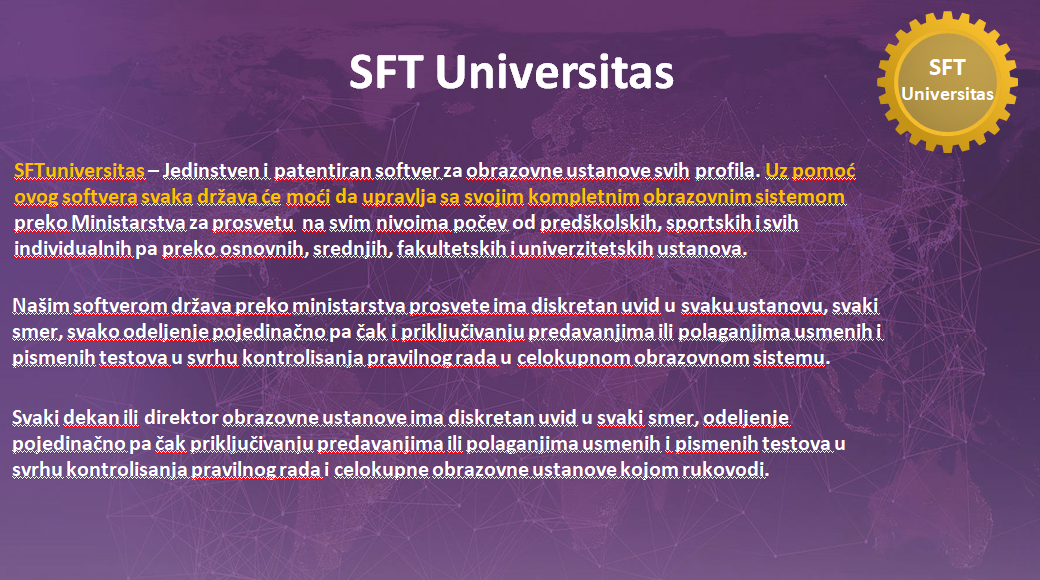 SFT Universitas
SFT
Universitas
SFTuniversitas – Jedinstven i patentiran softver za obrazovne ustanove svih profila. Uz pomoć
ovog softvera svaka država će moći da upravlja sa svojim kompletnim obrazovnim sistemom
preko Ministarstva za prosvetu na svim nivoima počev od predškolskih, sportskih i svih
individualnih pa preko osnovnih, srednjih, fakultetskih i univerzitetskih ustanova.
Našim softverom država preko ministarstva prosvete ima diskretan uvid u svaku ustanovu, svaki
smer, svako odeljenje pojedinačno pa čak i priključivanju predavanjima ili polaganjima usmenih i
pismenih testova u svrhu kontrolisanja pravilnog rada u celokupnom obrazovnom sistemu.
Svaki dekan ili direktor obrazovne ustanove ima diskretan uvid u svaki smer, odeljenje
pojedinačno pa čak priključivanju predavanjima ili polaganjima usmenih i pismenih testova u
svrhu kontrolisanja pravilnog rada i celokupne obrazovne ustanove kojom rukovodi.